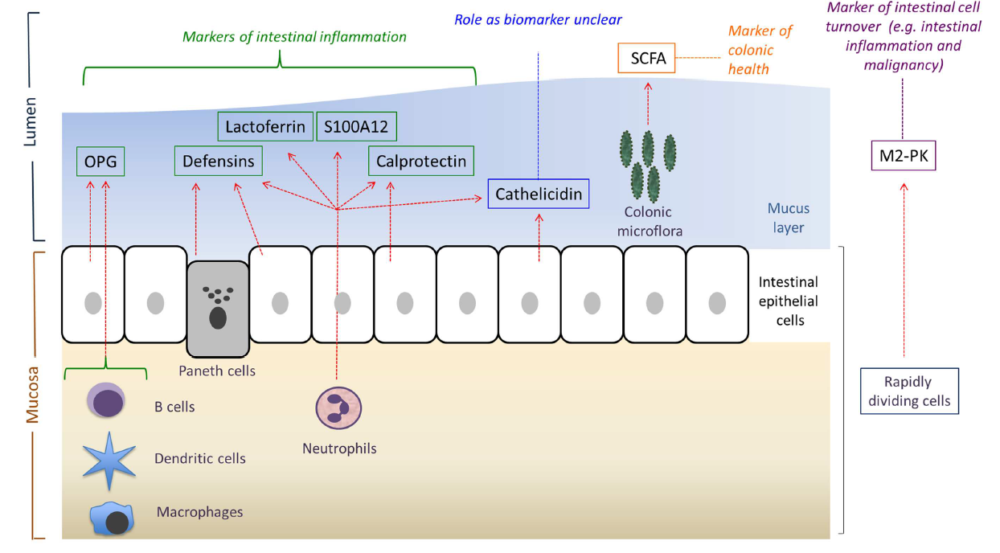 Marker of intestinal cell
turnover (e.g. intestinal
inflammation and
malignancy)
Role as biomarker unclear
Markers of intestinal inflammation
Marker of
colonic
health
SCFA
Lumen
Lactoferrin
S100A12
OPG
Defensins
Calprotectin
M2-PK
Cathelicidin
Colonic
microflora
Mucus
layer
Intestinal
epithelial
cells
Mucosa
Paneth cells
Rapidly
dividing cells
B cells
Neutrophils
Dendritic cells
Macrophages